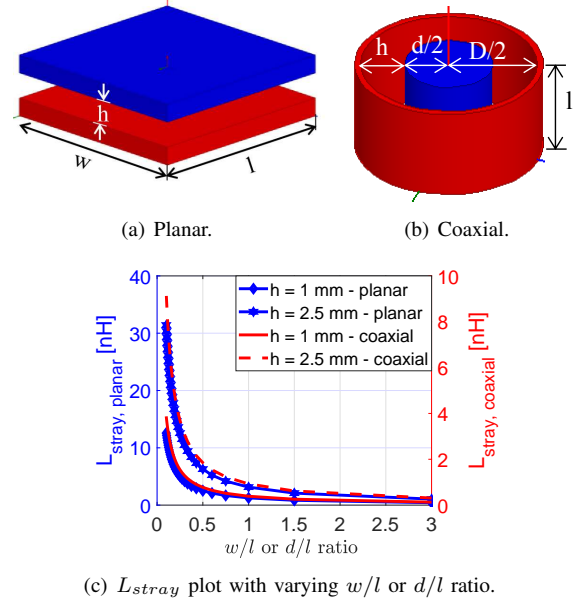 h
w
l
(a) Planar.
h
d/2
D/2
l
(b) Coaxial.
L_stray, planar [nH]
40
30
20
10
0
h = 1 mm - planar
h = 2.5 mm - planar
h = 1 mm - coaxial
h = 2.5 mm - coaxial
10
8
6
4
2
0
L_stray, coaxial [nH]
0 0.5 1 1.5 2 2.5 3
w/l or d/l ratio
(c) L_stray plot with varying w/l or d/l ratio.